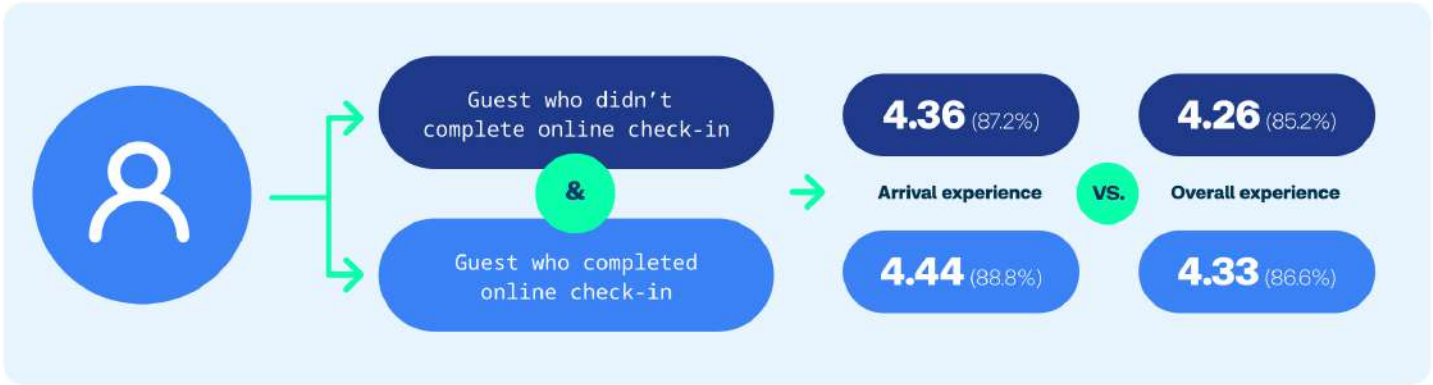 Guest who didn’t
complete online check-in
&
Guest who completed
online check-in
4.36 (87.2%)
4.26 (85.2%)
Arrival experience
VS.
Overall experience
4.44 (88.8%)
4.33 (86.6%)